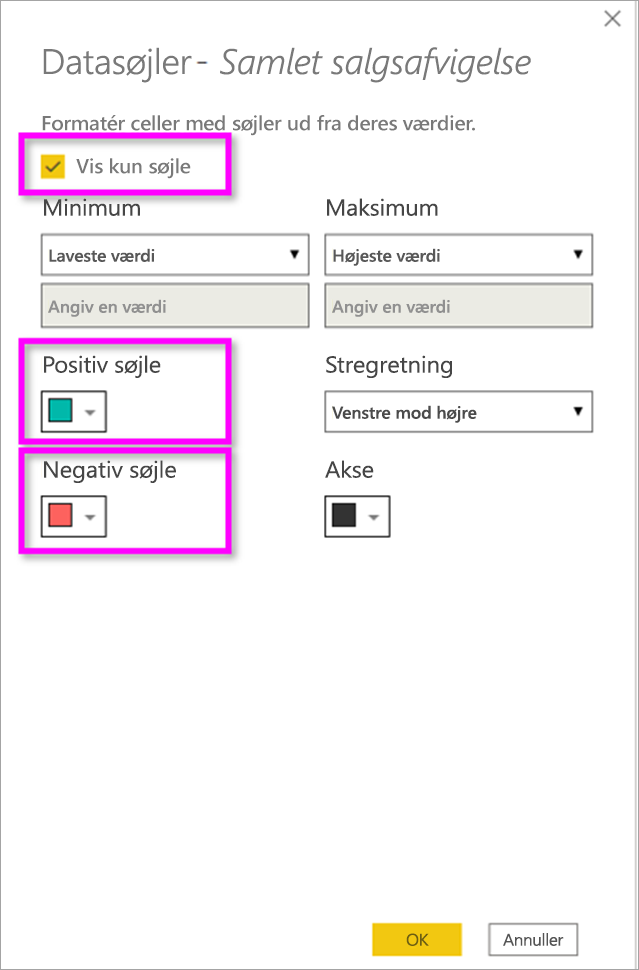 Datasøjler - Samlet salgsafvigelse
Formatér celler med søjler ud fra deres værdier.
Vis kun søjle
Minimum
Maksimum
Laveste værdi
Højeste værdi
Angiv en værdi
Angiv en værdi
Positiv søjle
Stregretning
Venstre mod højre
Negativ søjle
Akse
OK
Annuller